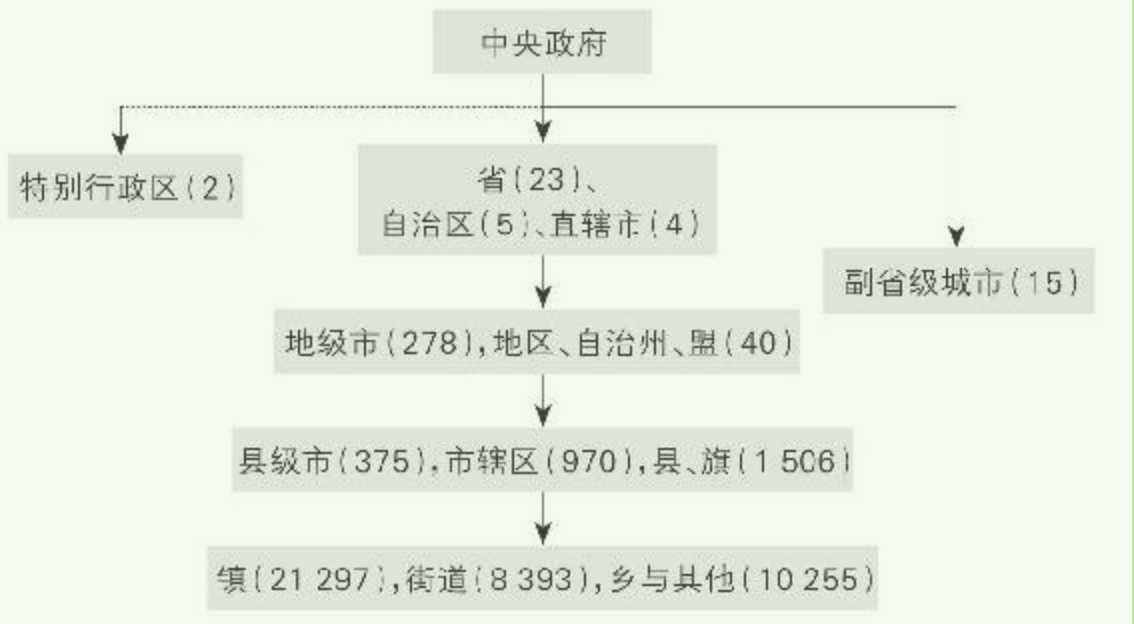 中央政府
特别行政区(2)
省(23)、
自治区(5)、直辖市(4)
副省级城市(15)
地级市(278),地区、自治州、盟(40)
县级市(375),市辖区(970),县、旗(1 506)
镇(21 297),街道(8 393),乡与其他(10 255)